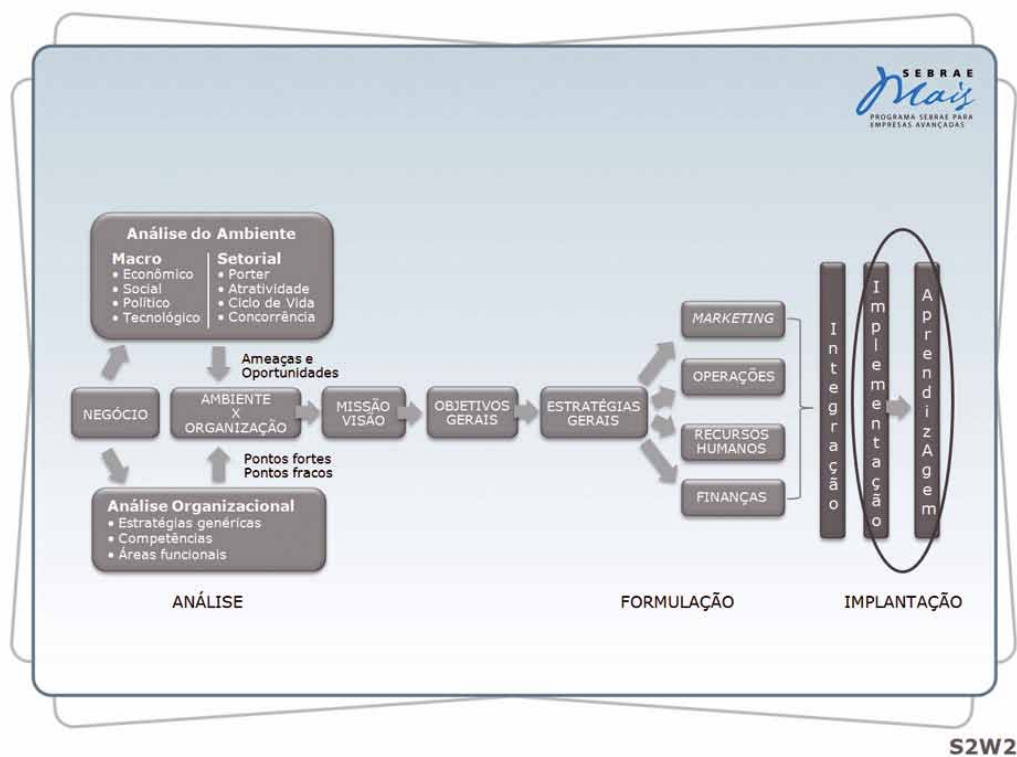 SEBRAE
Mais
PROGRAMA SEBRAE PARA
EMPRESAS AVANÇADAS
Análise do Ambiente
Macro
• Econômico
• Social
• Político
• Tecnológico
Setorial
• Porter
• Atratividade
• Ciclo de Vida
• Concorrência
Ameaças e
Oportunidades
NEGÓCIO
AMBIENTE
X
ORGANIZAÇÃO
MISSÃO
VISÃO
OBJETIVOS
GERAIS
ESTRATÉGIAS
GERAIS
Pontos fortes
Pontos fracos
Análise Organizacional
• Estratégias genéricas
• Competências
• Áreas funcionais
MARKETING
OPERAÇÕES
RECURSOS
HUMANOS
FINANÇAS
Integração
Implementação
AprendizAgem
ANÁLISE
FORMULAÇÃO
IMPLANTAÇÃO
S2W2